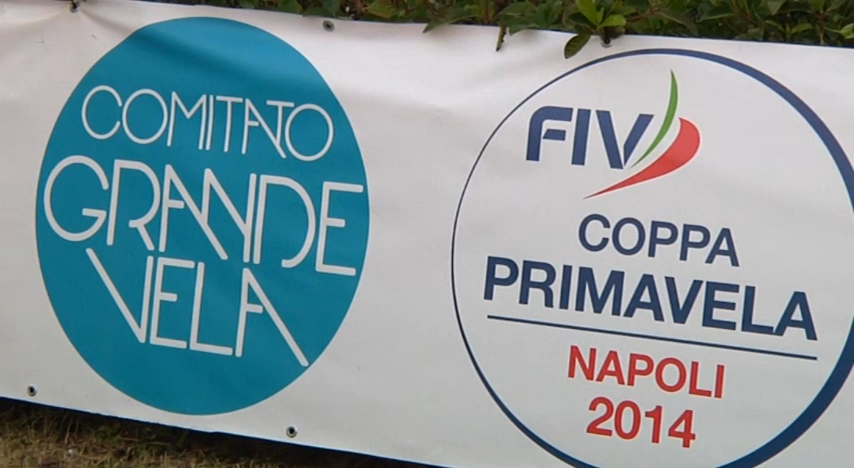 COMITATO
GRANDE
VELA
FIV
COPPA
PRIMAVELA
NAPOLI
2014